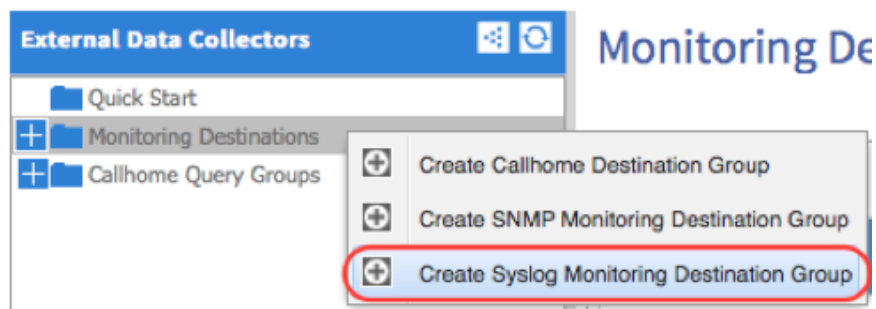 External Data Collectors
Monitoring De
Quick Start
Monitoring Destinations
Callhome Query Groups
Create Callhome Destination Group
Create SNMP Monitoring Destination Group
Create Syslog Monitoring Destination Group